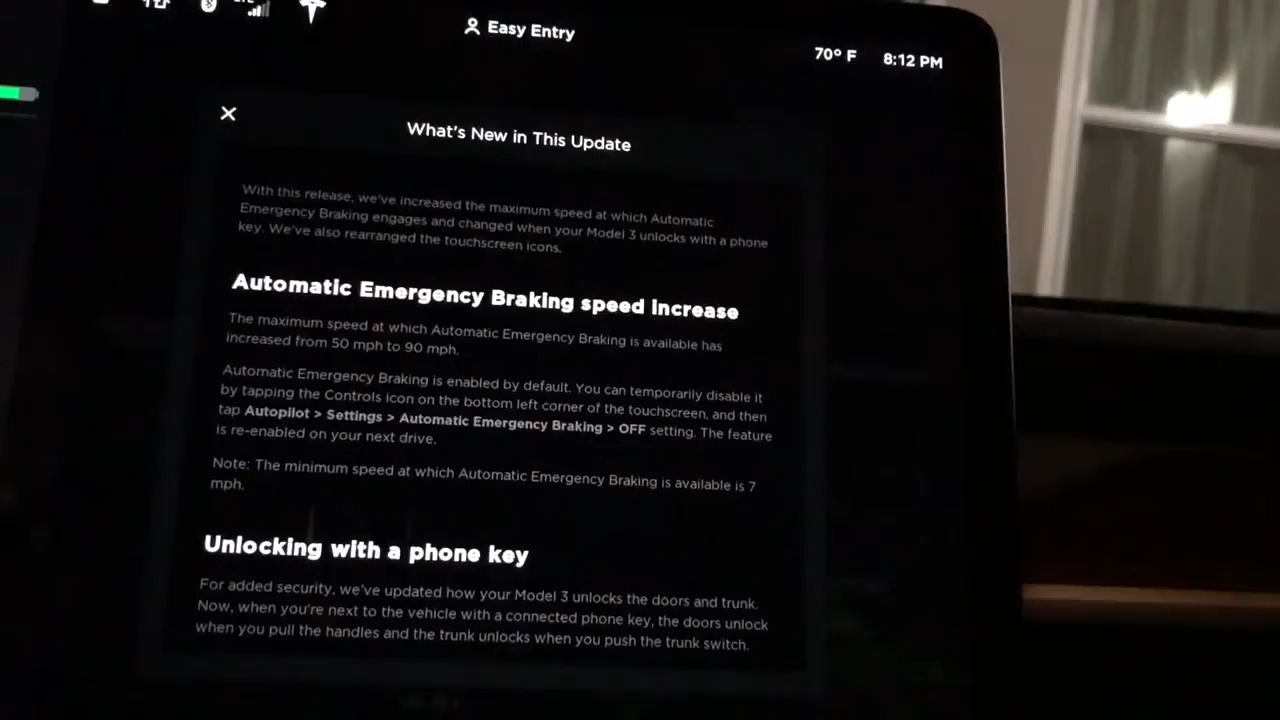 Easy Entry
70° F 8:12 PM
What's New in This Update
With this release, we've increased the maximum speed at which Automatic
Emergency Braking engages and changed when your Model 3 unlocks with a phone
key. We've also rearranged the touchscreen icons.
Automatic Emergency Braking speed increase
The maximum speed at which Automatic Emergency Braking is available has
increased from 50 mph to 90 mph.
Automatic Emergency Braking is enabled by default. You can temporarily disable it
by tapping the Controls icon on the bottom left corner of the touchscreen, and then
tap Autopilot > Settings > Automatic Emergency Braking > OFF setting. The feature
is re-enabled on your next drive.
Note: The minimum speed at which Automatic Emergency Braking is available is 7
mph.
Unlocking with a phone key
For added security, we've updated how your Model 3 unlocks the doors and trunk.
Now, when you're next to the vehicle with a connected phone key, the doors unlock
when you pull the handles and the trunk unlocks when you push the trunk switch.